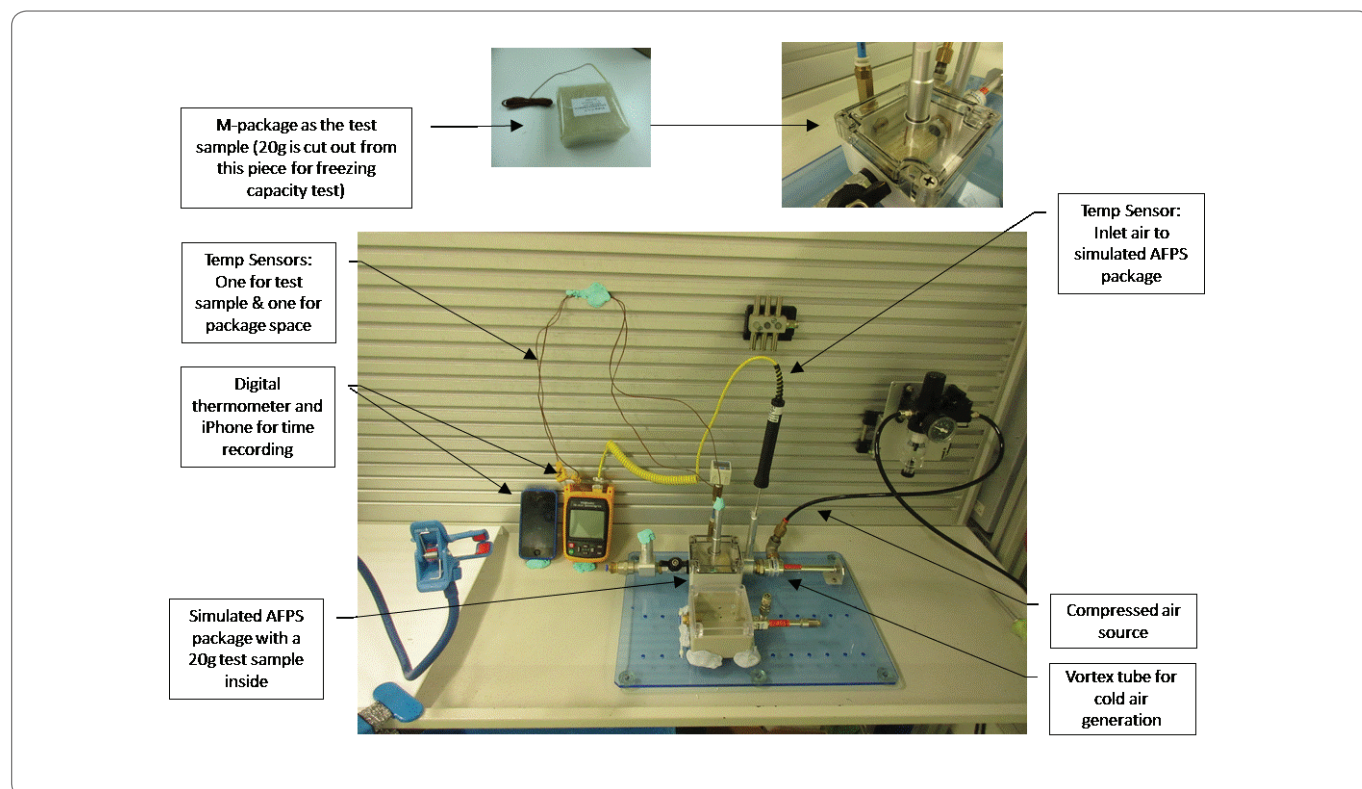 M-package as the test
sample (20g is cut out from
this piece for freezing
capacity test)
Temp Sensor:
Inlet air to
simulated AFPS
package
Temp Sensors:
One for test
sample & one for
package space
Digital
thermometer and
iPhone for time
recording
Simulated AFPS
package with a
20g test sample
inside
Compressed air
source
Vortex tube for
cold air
generation